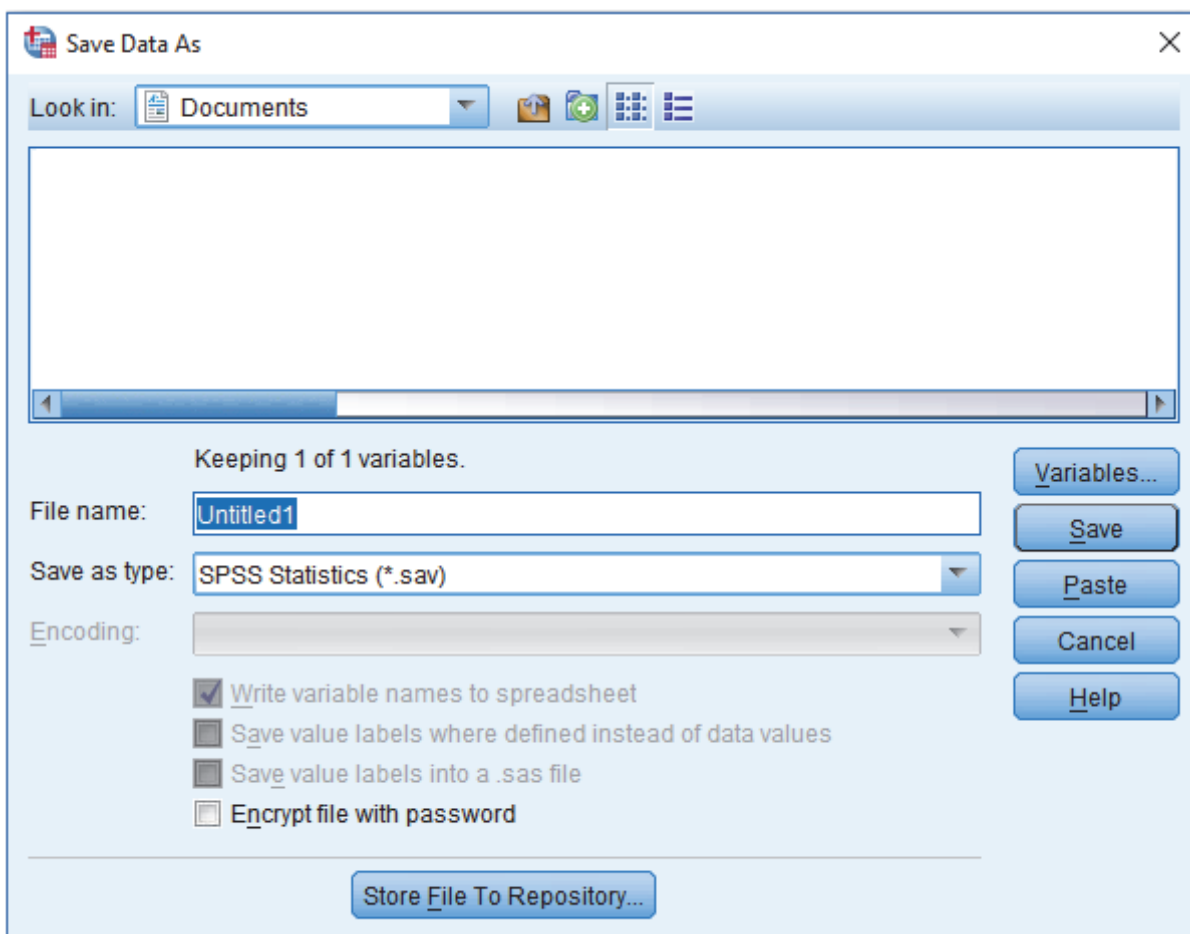 Save Data As
Look in: Documents
Keeping 1 of 1 variables.
Variables...
File name: Untitled1
Save
Save as type: SPSS Statistics (*.sav)
Paste
Encoding:
Cancel
Write variable names to spreadsheet
Help
Save value labels where defined instead of data values
Save value labels into a .sas file
Encrypt file with password
Store File To Repository...